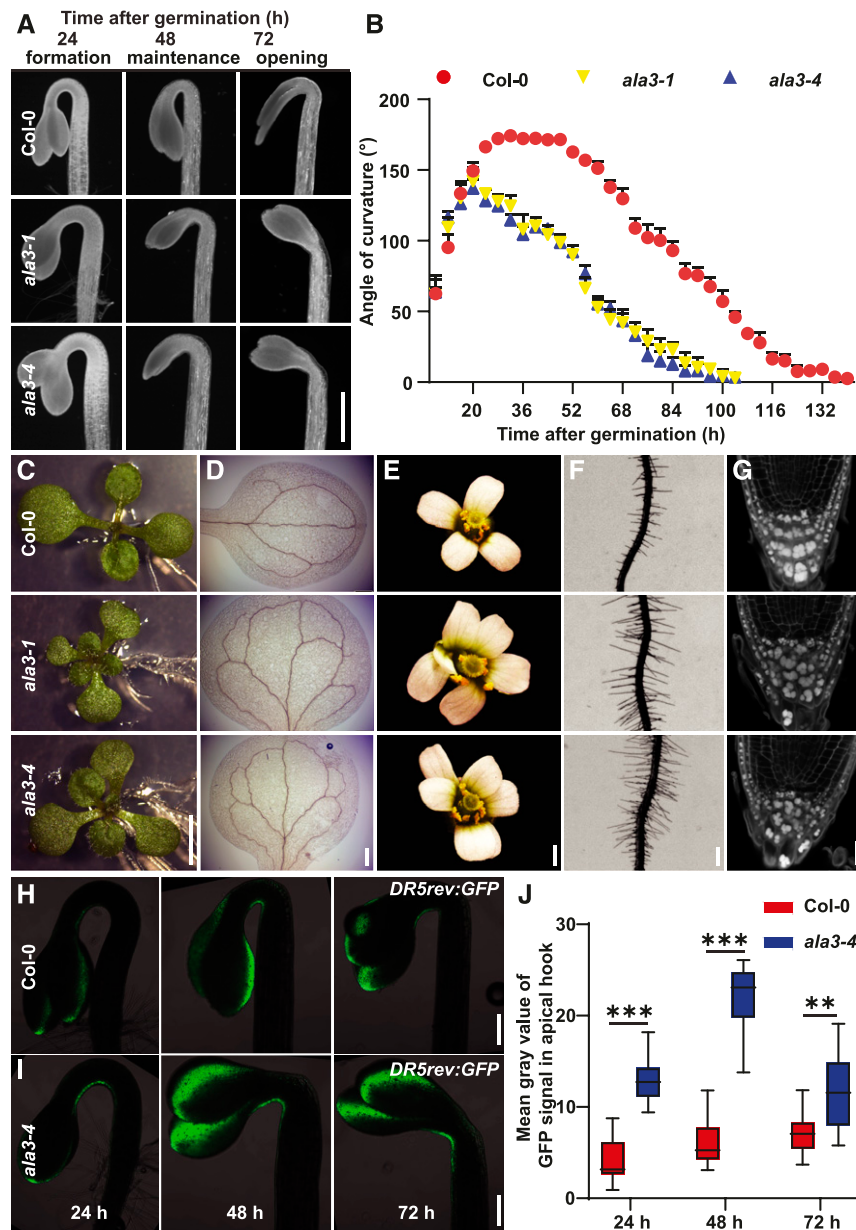 A
Time after germination (h)
24 48 72
formation maintenance opening
Col-0
ala3-1
ala3-4
B
Col-0 ala3-1 ala3-4
Angle of curvature (°)
200
150
100
50
0
20 36 52 68 84 100 116 132
Time after germination (h)
C D E F G
Col-0
ala3-1
ala3-4
H
DR5rev:GFP
Col-0
I
DR5rev:GFP
ala3-4
24 h 48 h 72 h
J
Col-0
ala3-4
Mean gray value of
GFP signal in apical hook
30
20
10
0
*** *** **
24 h 48 h 72 h